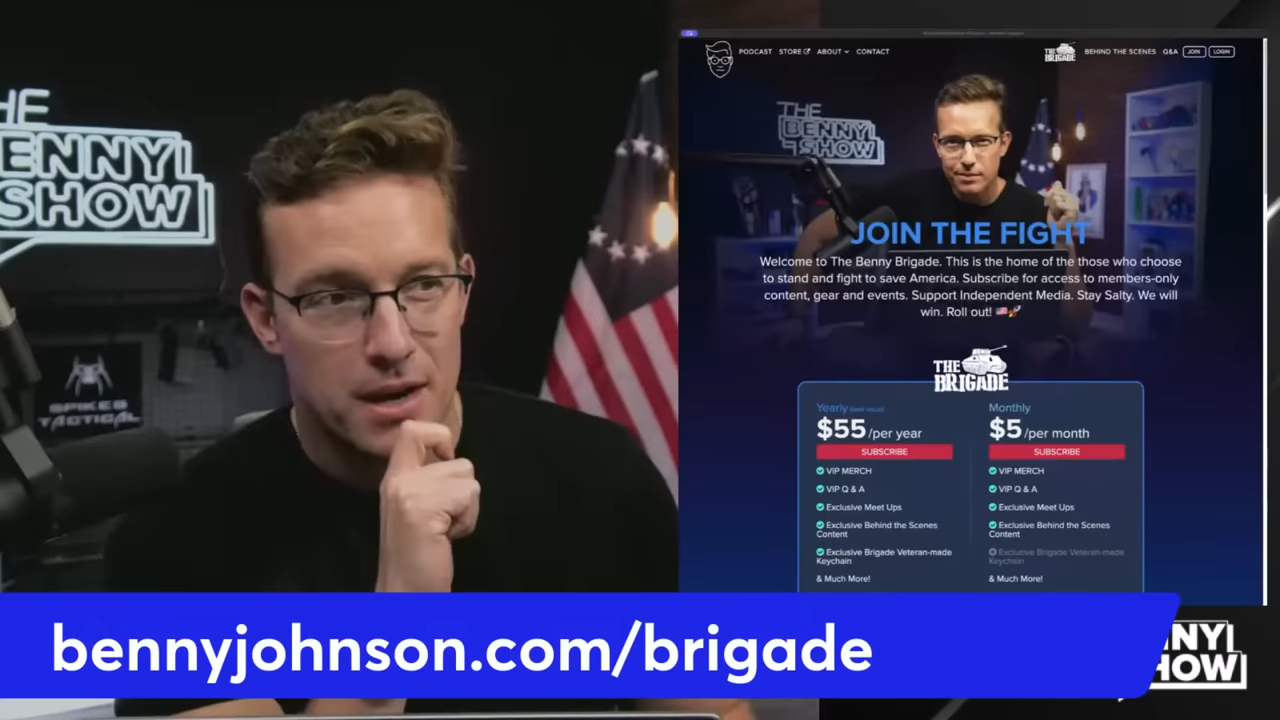 THE
BENNY
SHOW
SPIKES
TACTICAL
PODCAST STORE ABOUT CONTACT
THE
BRIGADE
BEHIND THE SCENES Q&A JOIN LOGIN
THE
BENNY
SHOW
JOIN THE FIGHT
Welcome to The Benny Brigade. This is the home of the those who choose
to stand and fight to save America. Subscribe for access to members-only
content, gear and events. Support Independent Media. Stay Salty. We will
win. Roll out! 🇺🇸🚀
THE
BRIGADE
Yearly (best value)
$55 /per year
SUBSCRIBE
VIP MERCH
VIP Q & A
Exclusive Meet Ups
Exclusive Behind the Scenes
Content
Exclusive Brigade Veteran-made
Keychain
& Much More!
Monthly
$5 /per month
SUBSCRIBE
VIP MERCH
VIP Q & A
Exclusive Meet Ups
Exclusive Behind the Scenes
Content
Exclusive Brigade Veteran-made
Keychain
& Much More!
bennyjohnson.com/brigade
NNY
HOW